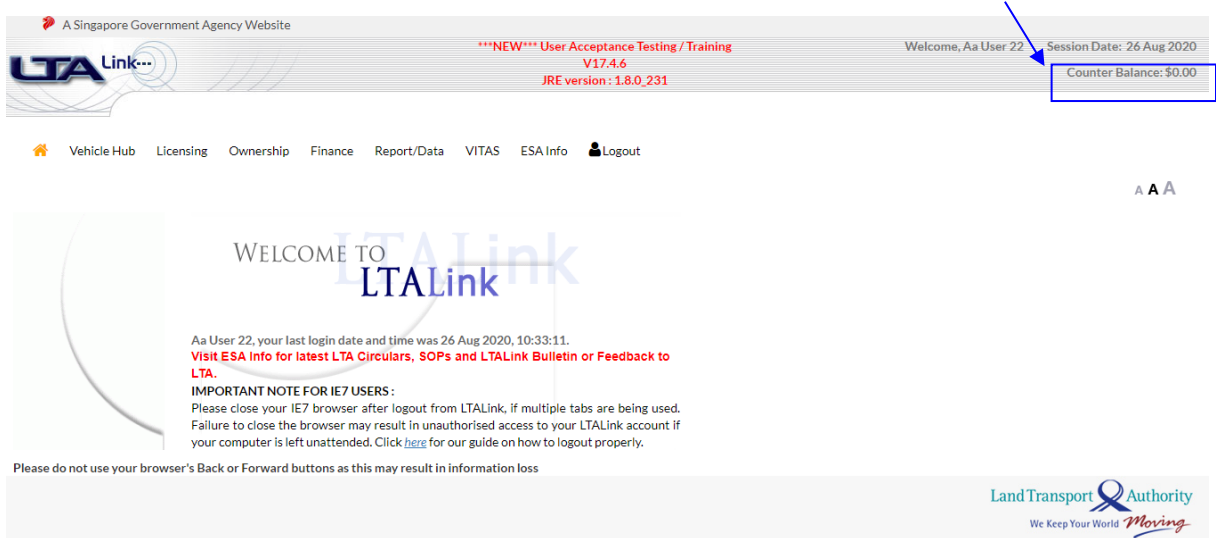 A Singapore Government Agency Website
***NEW*** User Acceptance Testing / Training
V17.4.6
JRE version : 1.8.0_231
Welcome, Aa User 22
Session Date: 26 Aug 2020
Counter Balance: $0.00
LTA Link...
Vehicle Hub Licensing Ownership Finance Report/Data VITAS ESA Info Logout
A A A
LTALink
WELCOME TO
LTALink
Aa User 22, your last login date and time was 26 Aug 2020, 10:33:11.
Visit ESA Info for latest LTA Circulars, SOPs and LTALink Bulletin or Feedback to
LTA.
IMPORTANT NOTE FOR IE7 USERS :
Please close your IE7 browser after logout from LTALink, if multiple tabs are being used.
Failure to close the browser may result in unauthorised access to your LTALink account if
your computer is left unattended. Click here for our guide on how to logout properly.
Please do not use your browser's Back or Forward buttons as this may result in information loss
Land Transport Authority
We Keep Your World Moving